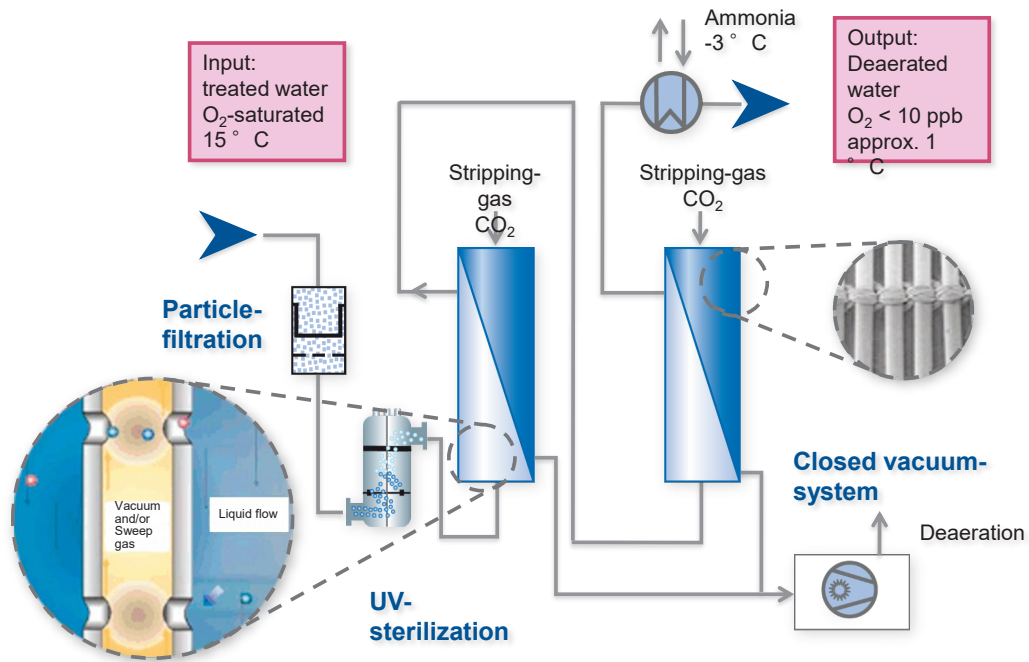 Input:
treated water
O₂-saturated
15° C
Ammonia
-3° C
Output:
Deaerated
water
O₂ < 10 ppb
approx. 1
° C
Stripping-
gas
CO₂
Stripping-gas
CO₂
Particle-
filtration
Vacuum
and/or
Sweep
gas
Liquid flow
UV-
sterilization
Closed vacuum-
system
Deaeration